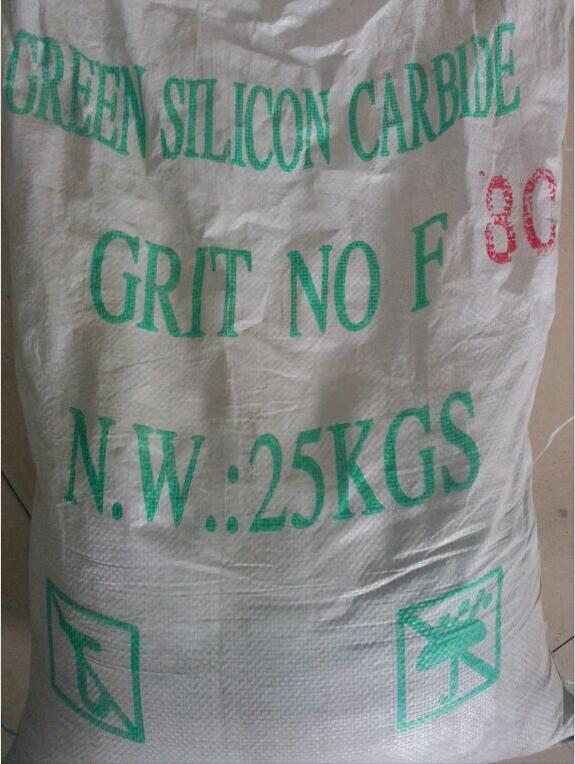 GREEN SILICON CARBIDE
GRIT NO F 80
N.W.:25KGS